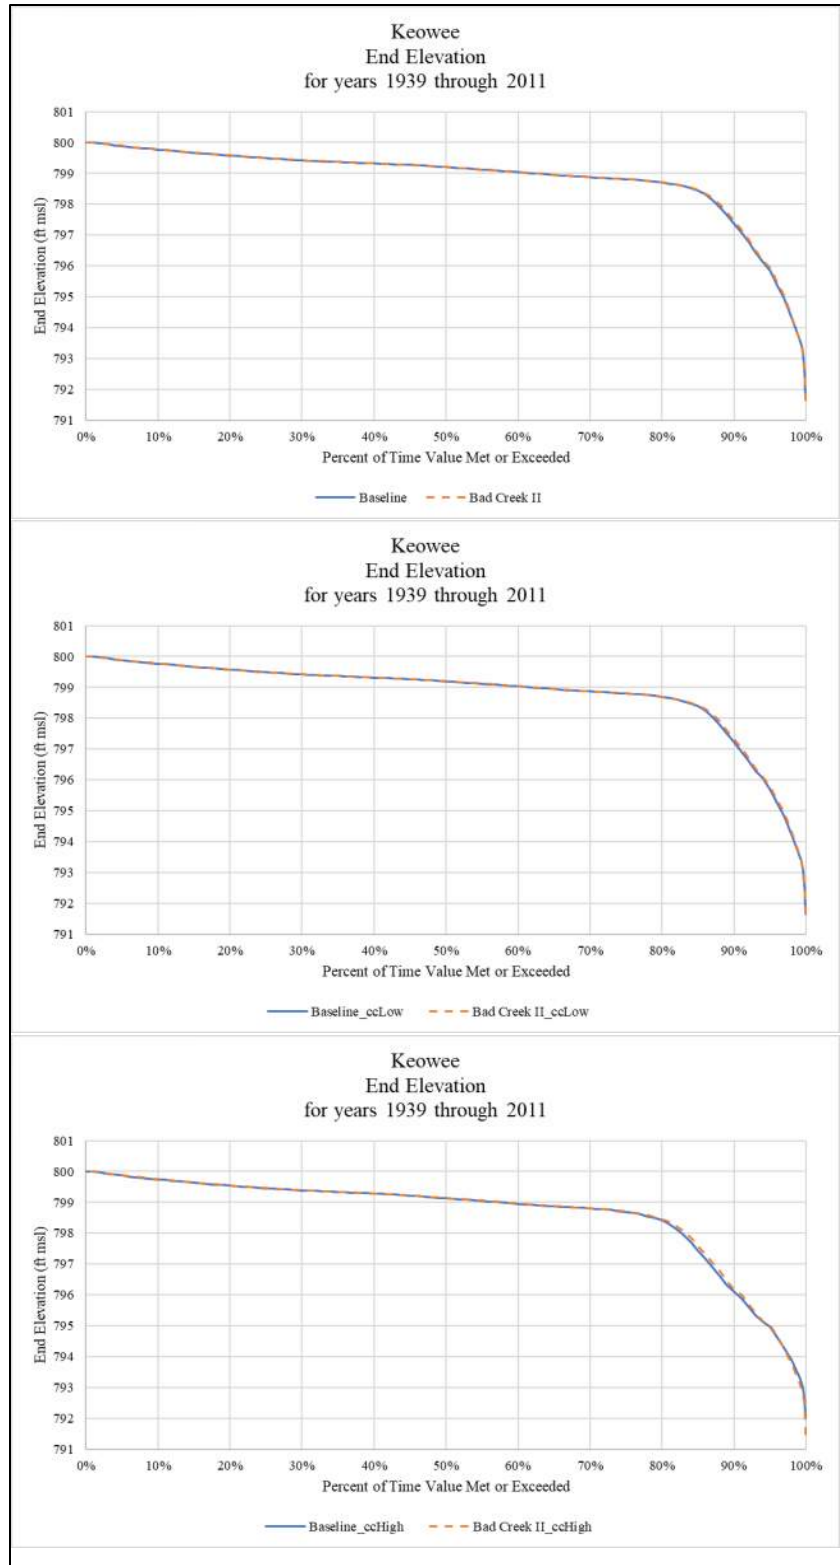 Keowee
End Elevation
for years 1939 through 2011
801
800
799
798
797
796
795
794
793
792
791
End Elevation (ft msl)
0% 10% 20% 30% 40% 50% 60% 70% 80% 90% 100%
Percent of Time Value Met or Exceeded
Baseline Bad Creek II
Keowee
End Elevation
for years 1939 through 2011
801
800
799
798
797
796
795
794
793
792
791
End Elevation (ft msl)
0% 10% 20% 30% 40% 50% 60% 70% 80% 90% 100%
Percent of Time Value Met or Exceeded
Baseline_ccLow Bad Creek II_ccLow
Keowee
End Elevation
for years 1939 through 2011
801
800
799
798
797
796
795
794
793
792
791
End Elevation (ft msl)
0% 10% 20% 30% 40% 50% 60% 70% 80% 90% 100%
Percent of Time Value Met or Exceeded
Baseline_ccHigh Bad Creek II_ccHigh